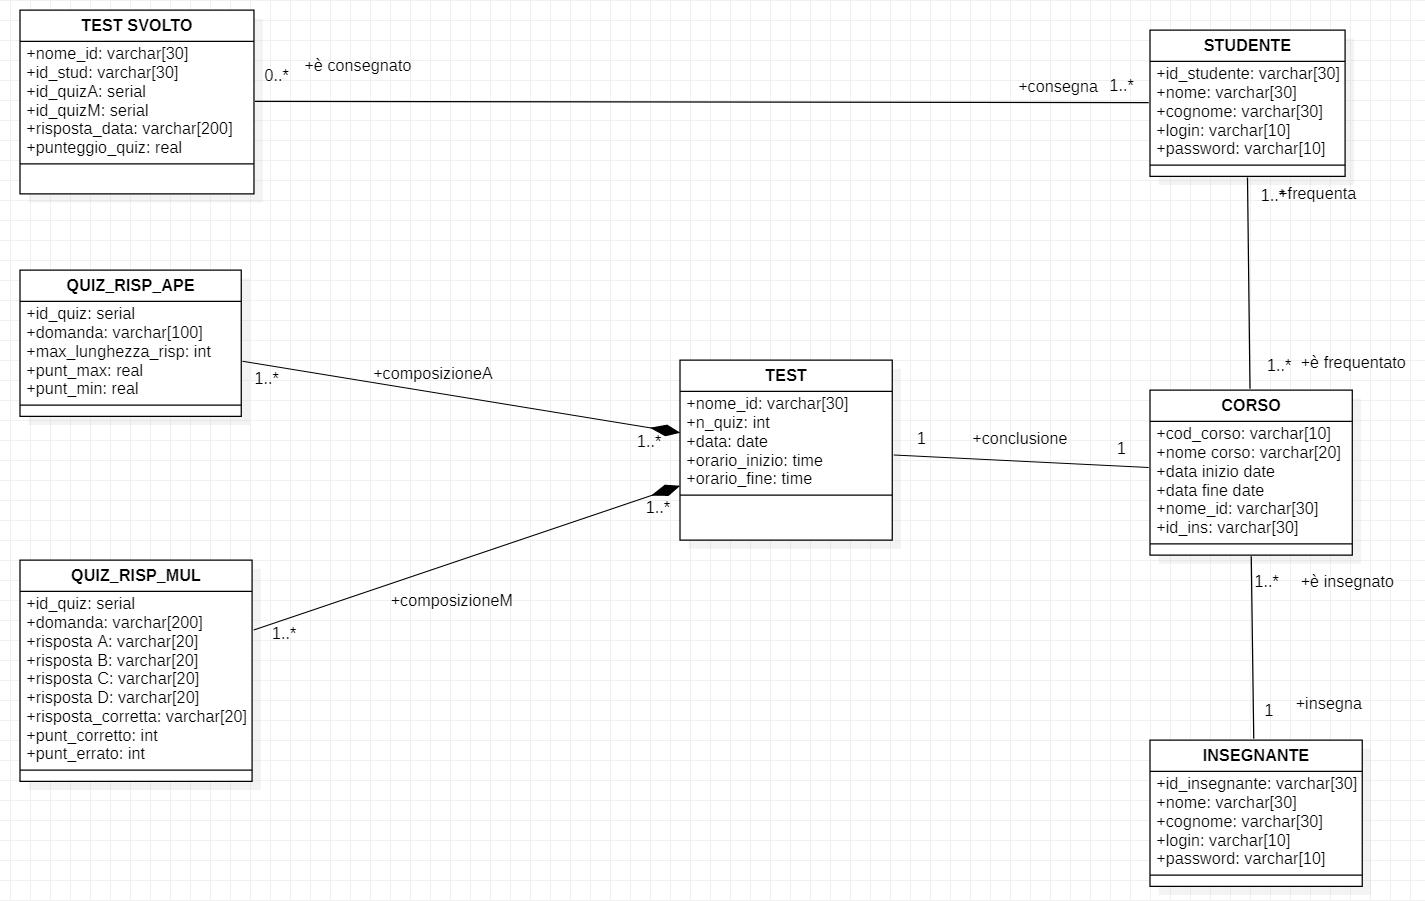 TEST SVOLTO
+nome_id: varchar[30]
+id_stud: varchar[30]
+id_quizA: serial
+id_quizM: serial
+risposta_data: varchar[200]
+punteggio_quiz: real
0..*
+è consegnato
+consegna
1..*
STUDENTE
+id_studente: varchar[30]
+nome: varchar[30]
+cognome: varchar[30]
+login: varchar[10]
+password: varchar[10]
1..*
+frequenta
QUIZ_RISP_APE
+id_quiz: serial
+domanda: varchar[100]
+max_lunghezza_risp: int
+punt_max: real
+punt_min: real
1..*
+composizioneA
1..*
TEST
+nome_id: varchar[30]
+n_quiz: int
+data: date
+orario_inizio: time
+orario_fine: time
1
+conclusione
1
1..*
+è frequentato
CORSO
+cod_corso: varchar[10]
+nome corso: varchar[20]
+data inizio date
+data fine date
+nome_id: varchar[30]
+id_ins: varchar[30]
1..*
+composizioneM
1..*
QUIZ_RISP_MUL
+id_quiz: serial
+domanda: varchar[200]
+risposta A: varchar[20]
+risposta B: varchar[20]
+risposta C: varchar[20]
+risposta D: varchar[20]
+risposta_corretta: varchar[20]
+punt_corretto: int
+punt_errato: int
1..*
+è insegnato
1
+insegna
INSEGNANTE
+id_insegnante: varchar[30]
+nome: varchar[30]
+cognome: varchar[30]
+login: varchar[10]
+password: varchar[10]